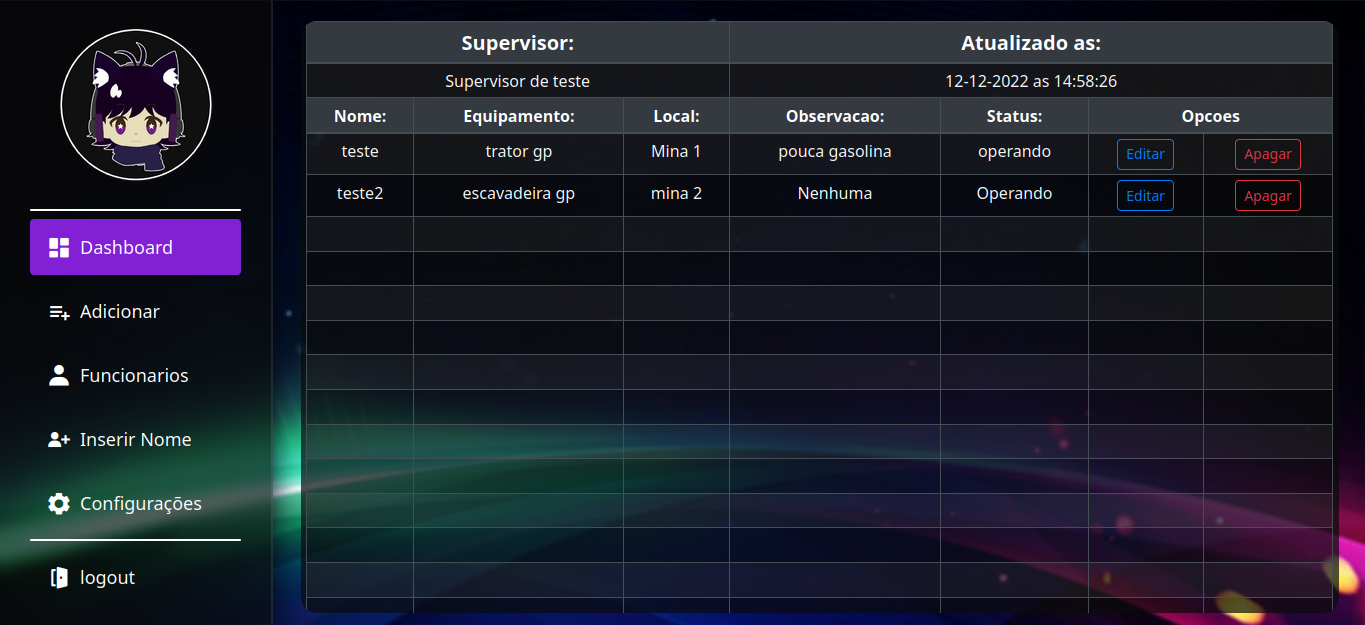 Dashboard
Adicionar
Funcionarios
Inserir Nome
Configurações
logout
Supervisor: Atualizado as:
Supervisor de teste 12-12-2022 as 14:58:26
Nome: Equipamento: Local: Observacao: Status: Opcoes
teste trator gp Mina 1 pouca gasolina operando Editar Apagar
teste2 escavadeira gp mina 2 Nenhuma Operando Editar Apagar